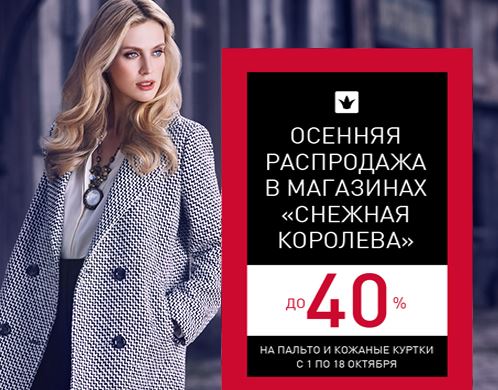 ОСЕННЯЯ
РАСПРОДАЖА
В МАГАЗИНАХ
«СНЕЖНАЯ
КОРОЛЕВА»
ДО 40 %
НА ПАЛЬТО И КОЖАНЫЕ КУРТКИ
С 1 ПО 18 ОКТЯБРЯ